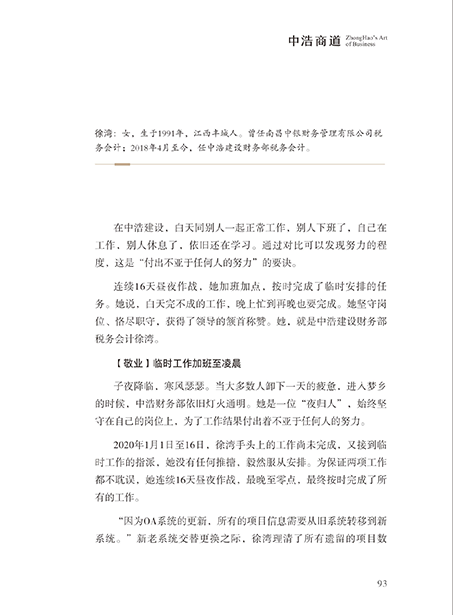 中浩商道 ZhongHao's Art
of Business
徐湾：女，生于1991年，江西丰城人。曾任南昌中银财务管理有限公司税
务会计；2018年4月至今，任中浩建设财务部税务会计。
在中浩建设，白天同别人一起正常工作，别人下班了，自己在
工作，别人休息了，依旧还在学习。通过对比可以发现努力的程
度，这是“付出不亚于任何人的努力”的要诀。
连续16天昼夜作战，她加班加点，按时完成了临时安排的任
务。她说，白天完不成的工作，晚上忙到再晚也要完成。她坚守岗
位、恪尽职守，获得了领导的颔首称赞。她，就是中浩建设财务部
税务会计徐湾。
【敬业】临时工作加班至凌晨
子夜降临，寒风瑟瑟。当大多数人卸下一天的疲惫，进入梦乡
的时候，中浩财务部依旧灯火通明。她是一位“夜归人”，始终坚
守在自己的岗位上，为了工作结果付出着不亚于任何人的努力。
2020年1月1日至16日，徐湾手头上的工作尚未完成，又接到临
时工作的指派，她没有任何推搪，毅然服从安排。为保证两项工作
都不耽误，她连续16天昼夜作战，最晚至零点，最终按时完成了所
有的工作。
“因为OA系统的更新，所有的项目信息需要从旧系统转移到新
系统。”新老系统交替更换之际，徐湾理清了所有遗留的项目数
93